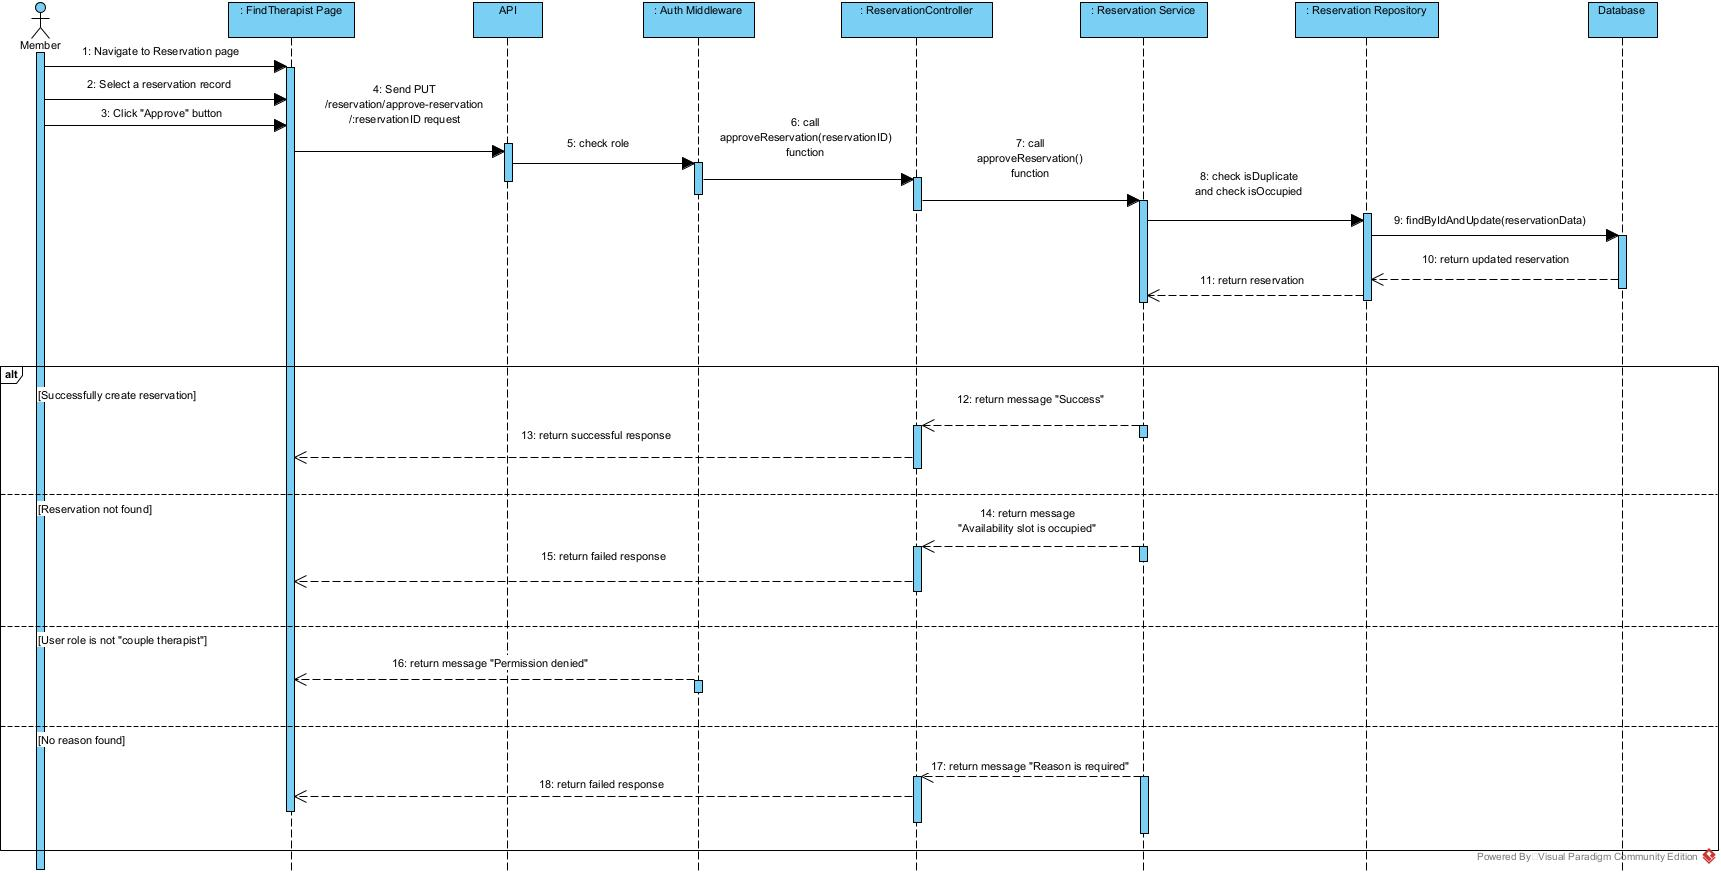 : FindTherapist Page
API
: Auth Middleware
: ReservationController
: Reservation Service
: Reservation Repository
Database
Member
1: Navigate to Reservation page
2: Select a reservation record
3: Click "Approve" button
4: Send PUT
/reservation/approve-reservation
/:reservationID request
5: check role
6: call
approveReservation(reservationID)
function
7: call
approveReservation()
function
8: check isDuplicate
and check isOccupied
9: findByIdAndUpdate(reservationData)
10: return updated reservation
11: return reservation
alt
[Successfully create reservation]
12: return message "Success"
13: return successful response
[Reservation not found]
14: return message
"Availability slot is occupied"
15: return failed response
[User role is not "couple therapist"]
16: return message "Permission denied"
[No reason found]
17: return message "Reason is required"
18: return failed response
Powered By Visual Paradigm Community Edition